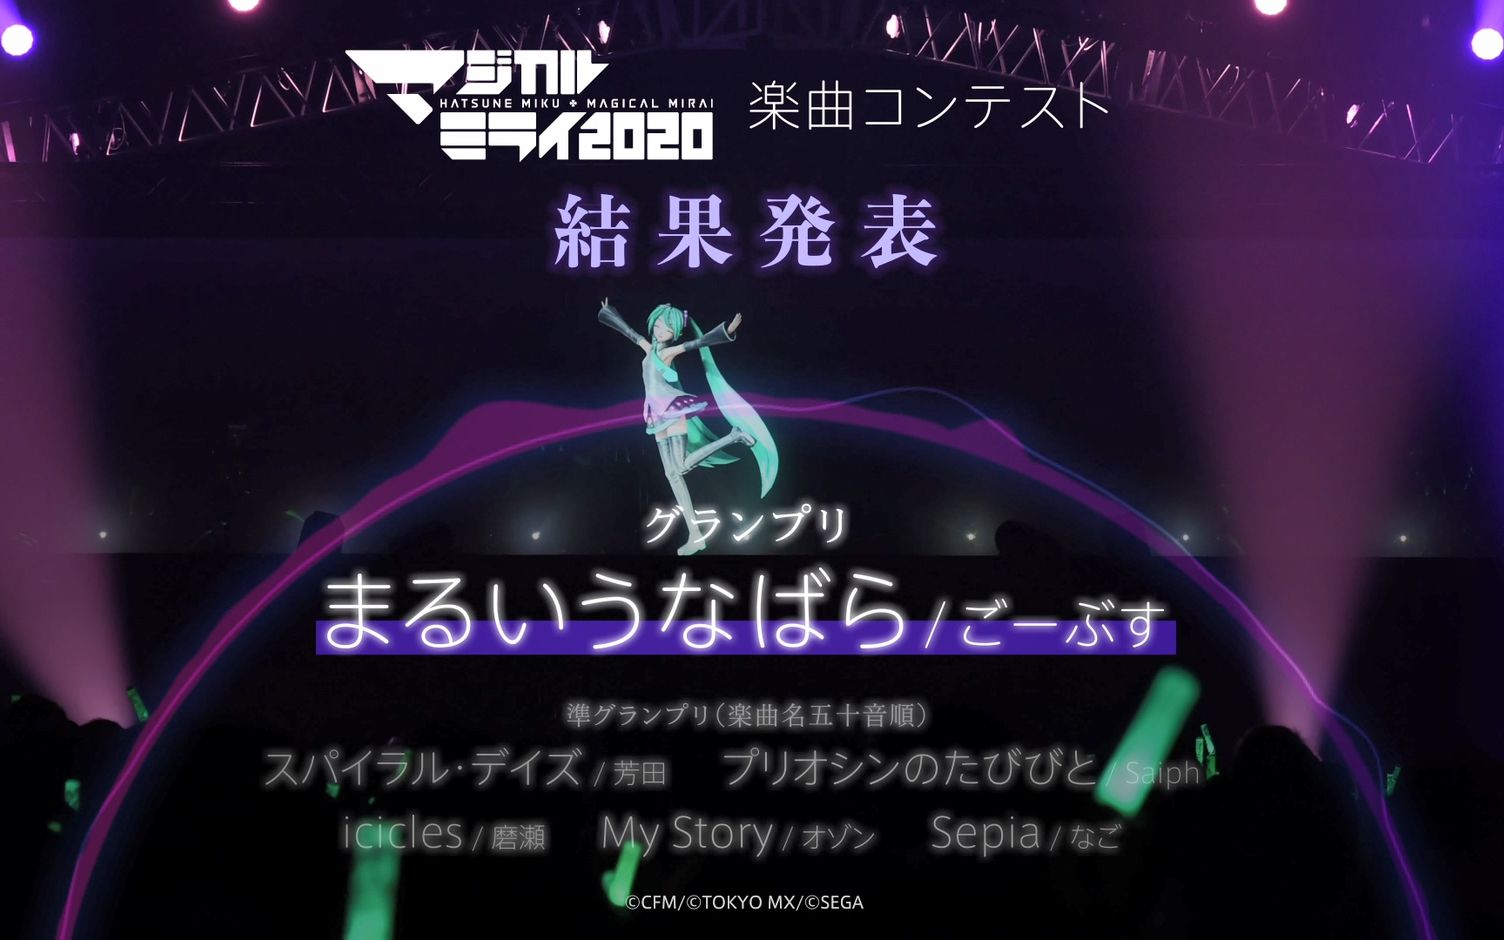 マジカル
HATSUNE MIKU + MAGICAL MIRAI
ミライ2020
楽曲コンテスト
結果発表
グランプリ
まるいうなばら / ごーぶす
準グランプリ(楽曲名五十音順)
スパイラル・デイズ / 芳田 プリオシンのたびびと / Saiph
icicles / 磨瀬 My Story / オゾン Sepia / なご
©CFM/©TOKYO MX/©SEGA